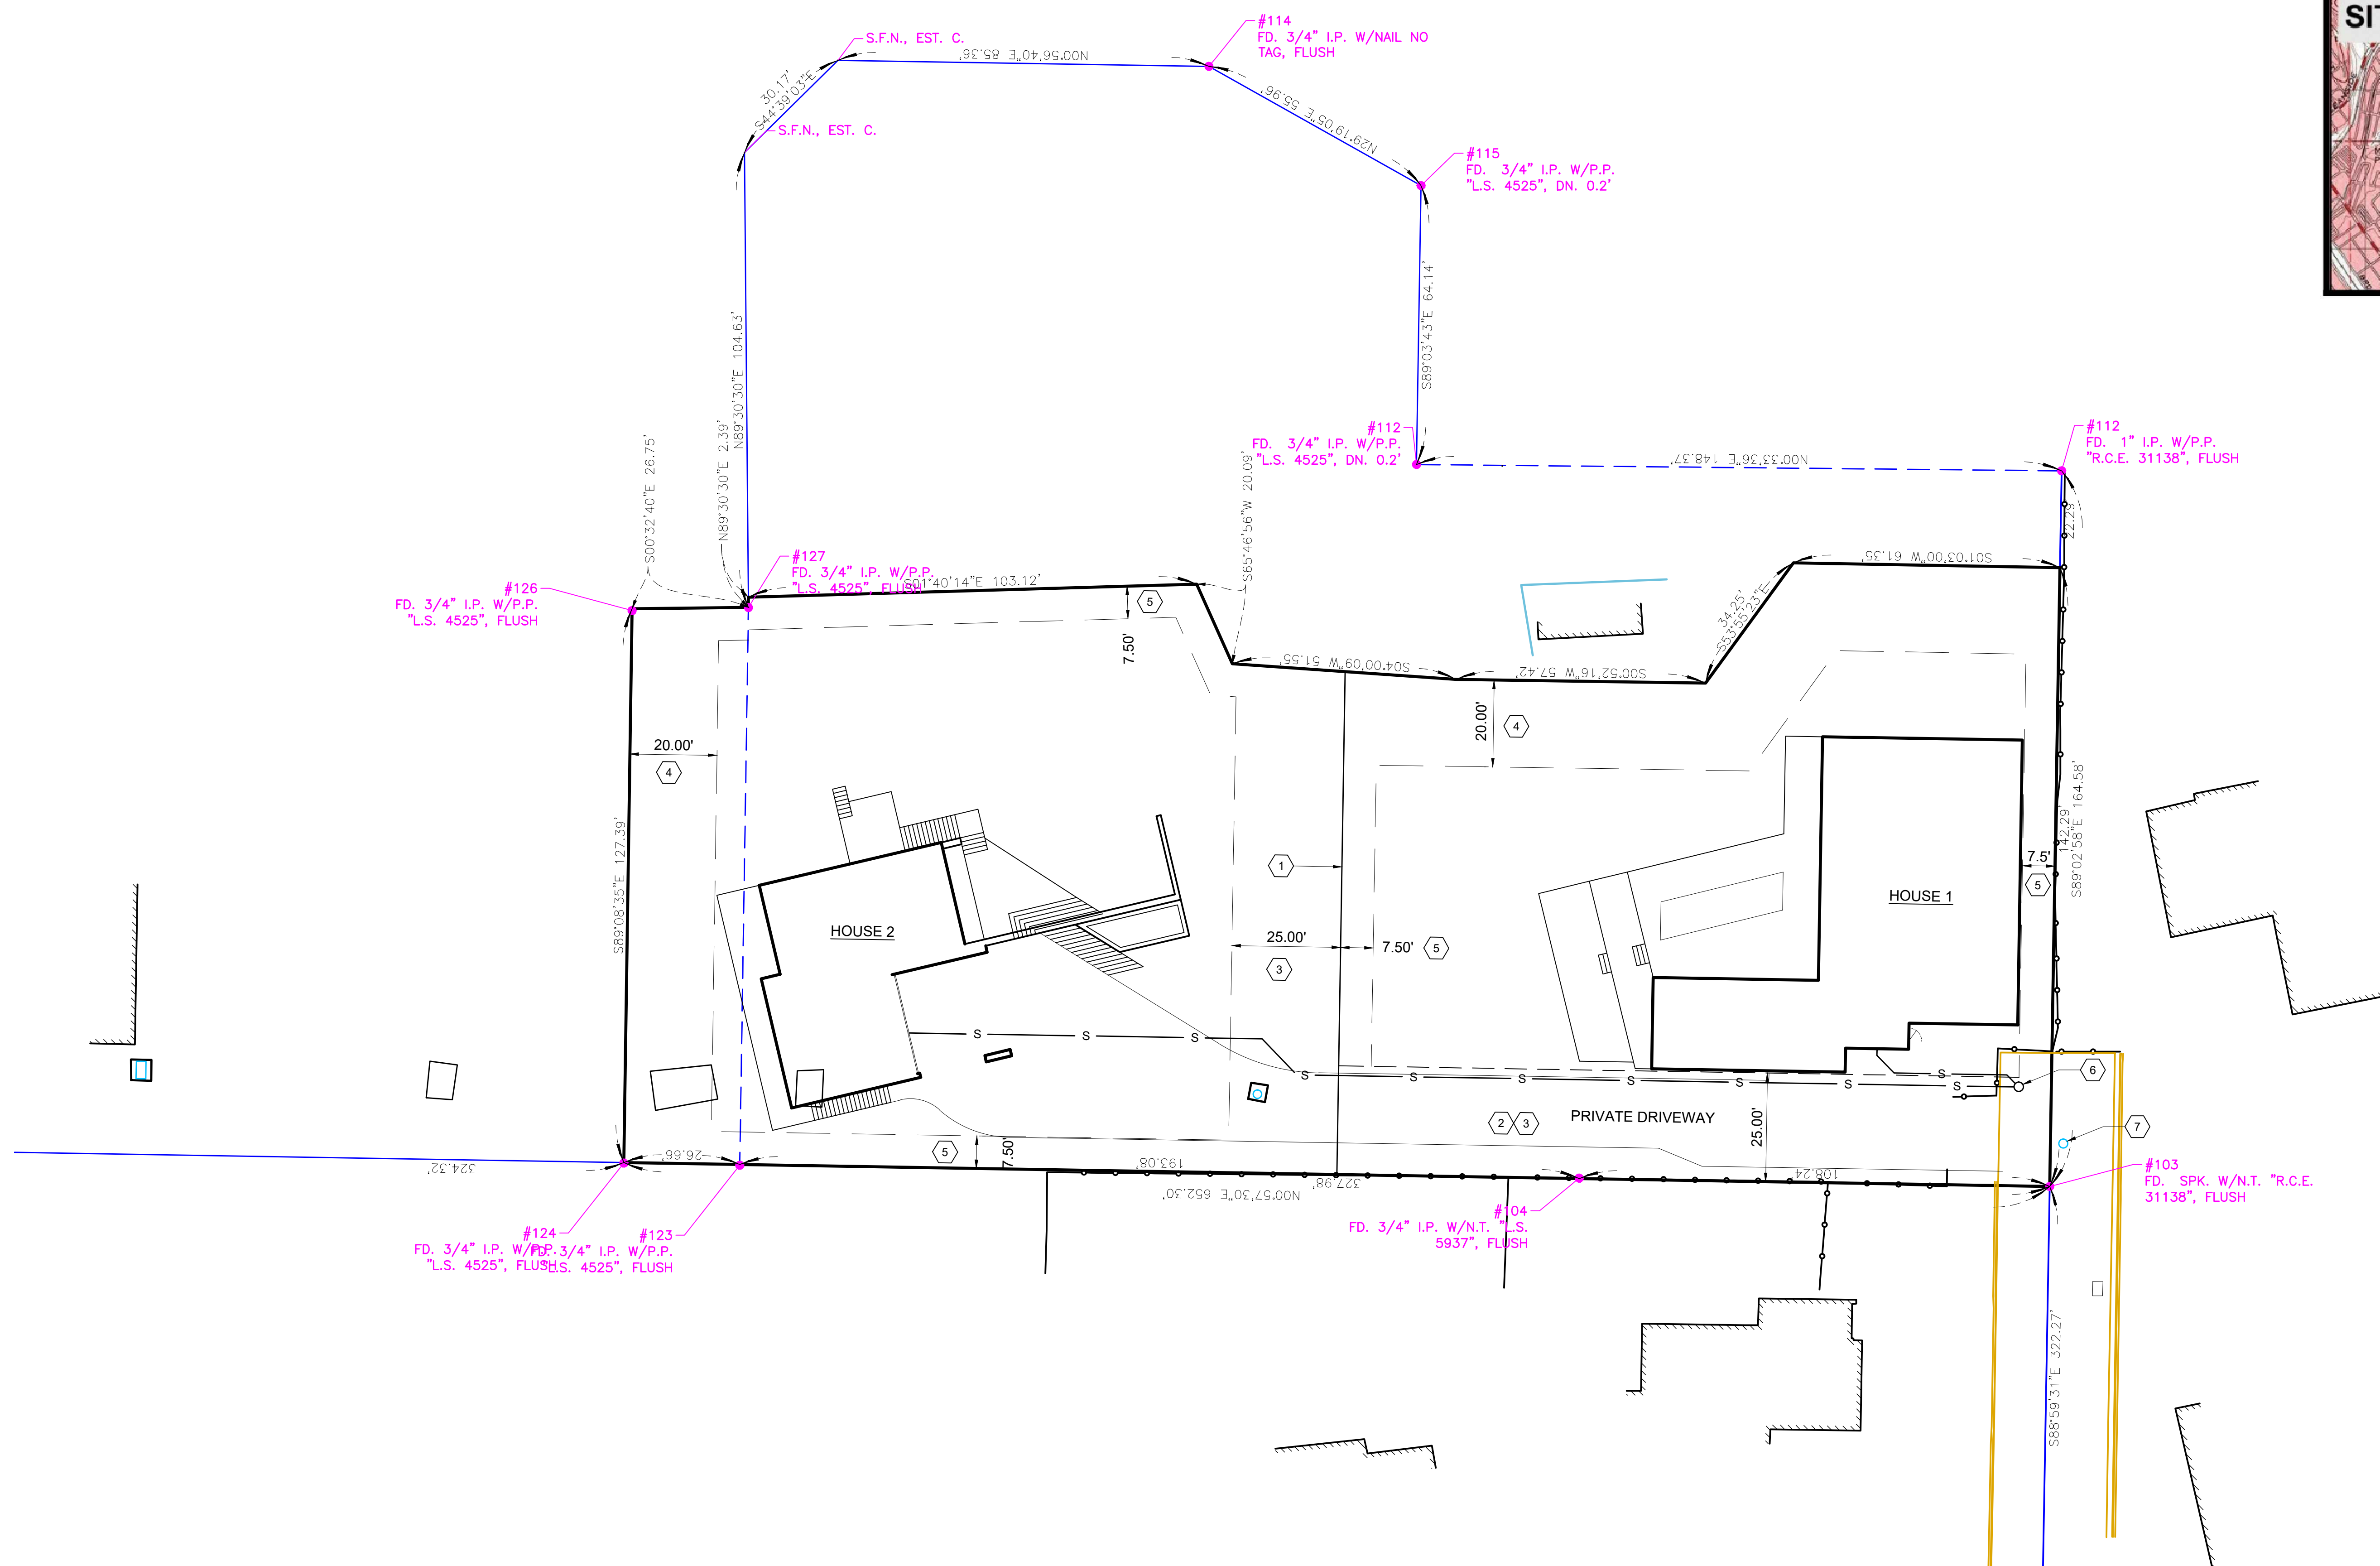 #114
FD. 3/4" I.P. W/NAIL NO
TAG, FLUSH
S.F.N., EST. C.
N00°56'40"E 85.36'
30.17'
S44°39'03"E
S.F.N., EST. C.
N29°19'05"E 55.96'
#115
FD. 3/4" I.P. W/P.P.
"L.S. 4525", DN. 0.2'
S89°03'43"E 64.14'
N89°30'30"E 104.63'
#112
FD. 3/4" I.P. W/P.P.
"L.S. 4525", DN. 0.2'
N00°33'36"E 148.37'
#112
FD. 1" I.P. W/P.P.
"R.C.E. 31138", FLUSH
22.29'
S00°32'40"E 26.75'
N89°30'30"E 2.39'
S65°46'56"W 20.09'
#127
FD. 3/4" I.P. W/P.P.
"L.S. 4525", FLUSH
S01°40'14"E 103.12'
#126
FD. 3/4" I.P. W/P.P.
"L.S. 4525", FLUSH
5
7.50'
S04°00'09"W 51.55'
S00°52'16"W 57.42'
34.25'
S53°55'23"E
S01°03'00"W 61.35'
20.00'
4
20.00'
4
S89°08'35"E 127.39'
HOUSE 2
1
25.00'
3
7.50'
5
HOUSE 1
7.5'
5
142.29'
S89°02'58"E 164.58'
S S S
S S S S S S S
S
6
7
2
3
PRIVATE DRIVEWAY
25.00'
5
7.50'
324.32'
26.66'
193.08'
327.98'
108.24'
N00°57'30"E 652.30'
#124
FD. 3/4" I.P. W/P.P.
"L.S. 4525", FLUSH
#123
FD. 3/4" I.P. W/P.P.
"L.S. 4525", FLUSH
#104
FD. 3/4" I.P. W/N.T. "L.S.
5937", FLUSH
#103
FD. SPK. W/N.T. "R.C.E.
31138", FLUSH
S88°59'31"E 322.27'